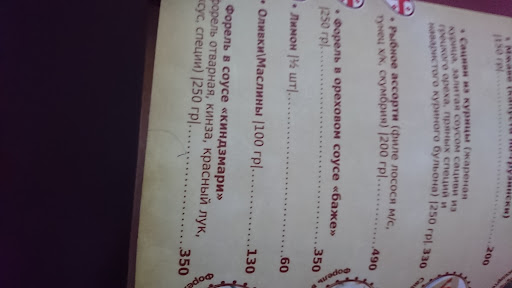 |150 гр|..............200
• Сациви из курицы (жареная
курица, залитая соусом сациви из
грецкого ореха, пряных специй и
наваристого куриного бульона) |250 гр|.330
• Рыбное ассорти (филе лосося м/с,
тунец х/к, скумбрия) |200 гр|..............490
• Форель в ореховом соусе «баже»
|250 гр|..............350
• Лимон |½ шт|..............60
• Оливки\Маслины |100 гр|..............130
Форель в соусе «киндзмари»
форель отварная, кинза, красный лук,
уксус, специи) |250 гр|..............350